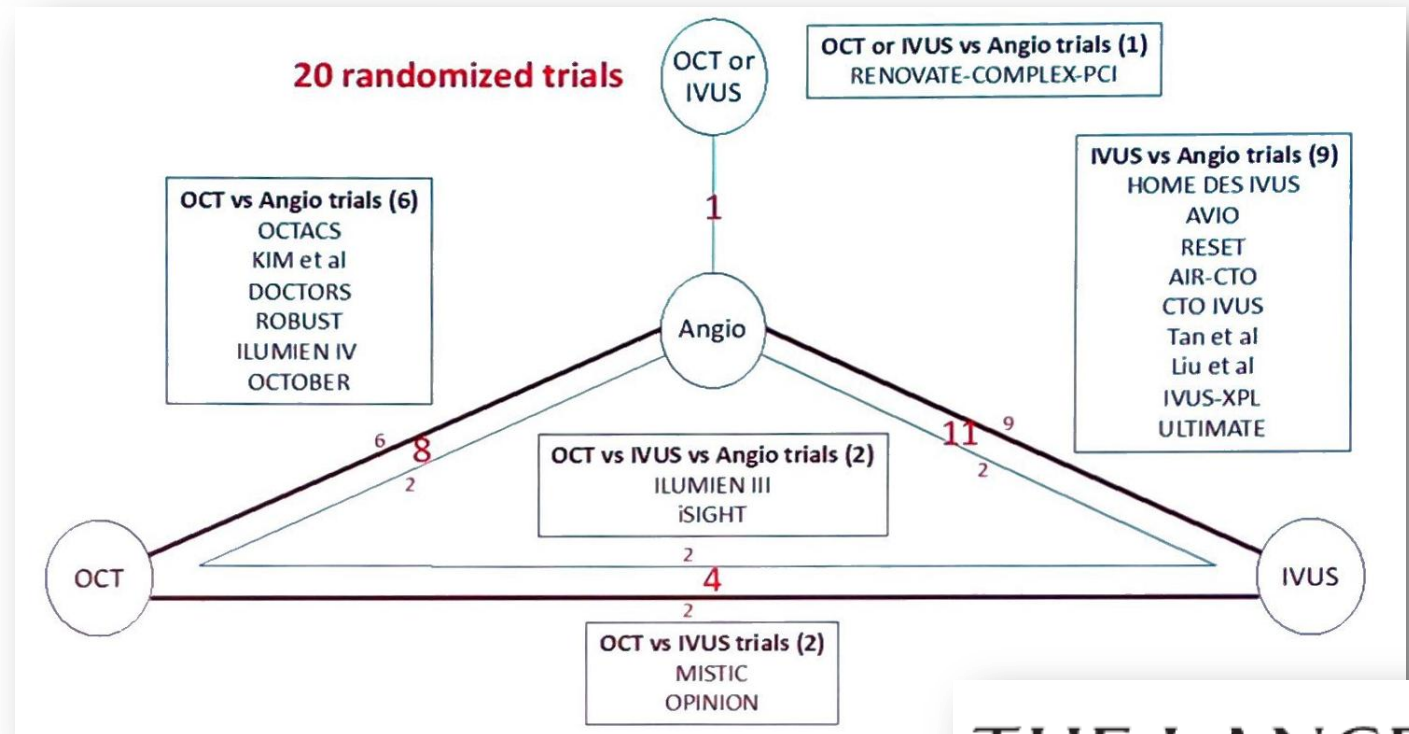 20 randomized trials
OCT or
IVUS
OCT or IVUS vs Angio trials (1)
RENOVATE-COMPLEX-PCI
1
OCT vs Angio trials (6)
OCTACS
KIM et al
DOCTORS
ROBUST
ILUMIEN IV
OCTOBER
IVUS vs Angio trials (9)
HOME DES IVUS
AVIO
RESET
AIR-CTO
CTO IVUS
Tan et al
Liu et al
IVUS-XPL
ULTIMATE
Angio
6
8
2
9
11
2
OCT vs IVUS vs Angio trials (2)
ILUMIEN III
iSIGHT
2
4
2
OCT
IVUS
OCT vs IVUS trials (2)
MISTIC
OPINION